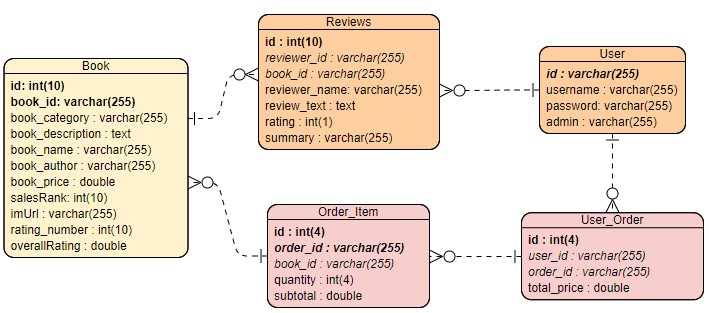 Book
id: int(10)
book_id: varchar(255)
book_category : varchar(255)
book_description : text
book_name : varchar(255)
book_author : varchar(255)
book_price : double
salesRank: int(10)
imUrl : varchar(255)
rating_number : int(10)
overallRating : double
Reviews
id : int(10)
reviewer_id : varchar(255)
book_id : varchar(255)
reviewer_name: varchar(255)
review_text : text
rating : int(1)
summary : varchar(255)
User
id : varchar(255)
username : varchar(255)
password: varchar(255)
admin : varchar(255)
Order_Item
id : int(4)
order_id : varchar(255)
book_id : varchar(255)
quantity : int(4)
subtotal : double
User_Order
id : int(4)
user_id : varchar(255)
order_id : varchar(255)
total_price : double